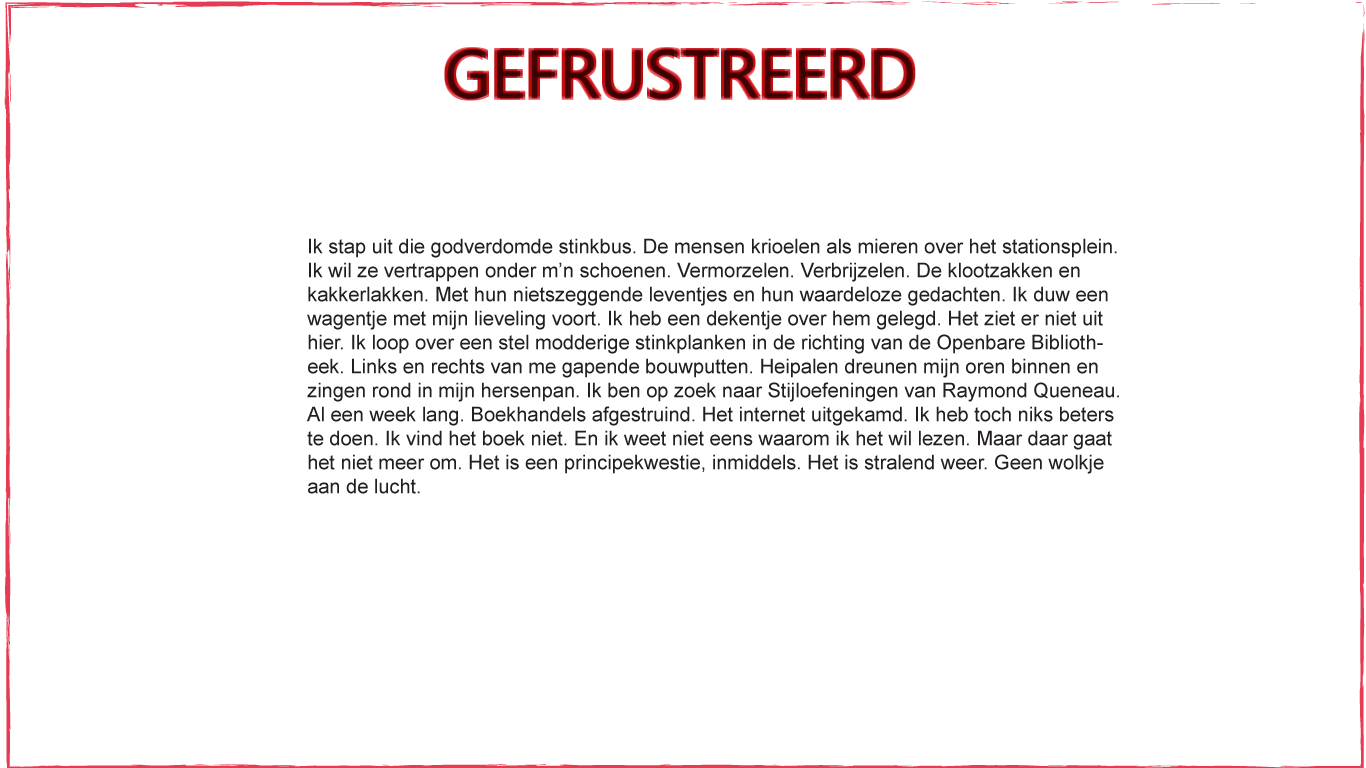 GEFRUSTREERD
Ik stap uit die godverdomde stinkbus. De mensen krioelen als mieren over het stationsplein.
Ik wil ze vertrappen onder m’n schoenen. Vermorzelen. Verbrijzelen. De klootzakken en
kakkerlakken. Met hun nietszeggende leventjes en hun waardeloze gedachten. Ik duw een
wagentje met mijn lieveling voort. Ik heb een dekentje over hem gelegd. Het ziet er niet uit
hier. Ik loop over een stel modderige stinkplanken in de richting van de Openbare Biblioth-
eek. Links en rechts van me gapende bouwputten. Heipalen dreunen mijn oren binnen en
zingen rond in mijn hersenpan. Ik ben op zoek naar Stijloefeningen van Raymond Queneau.
Al een week lang. Boekhandels afgestruind. Het internet uitgekamd. Ik heb toch niks beters
te doen. Ik vind het boek niet. En ik weet niet eens waarom ik het wil lezen. Maar daar gaat
het niet meer om. Het is een principekwestie, inmiddels. Het is stralend weer. Geen wolkje
aan de lucht.